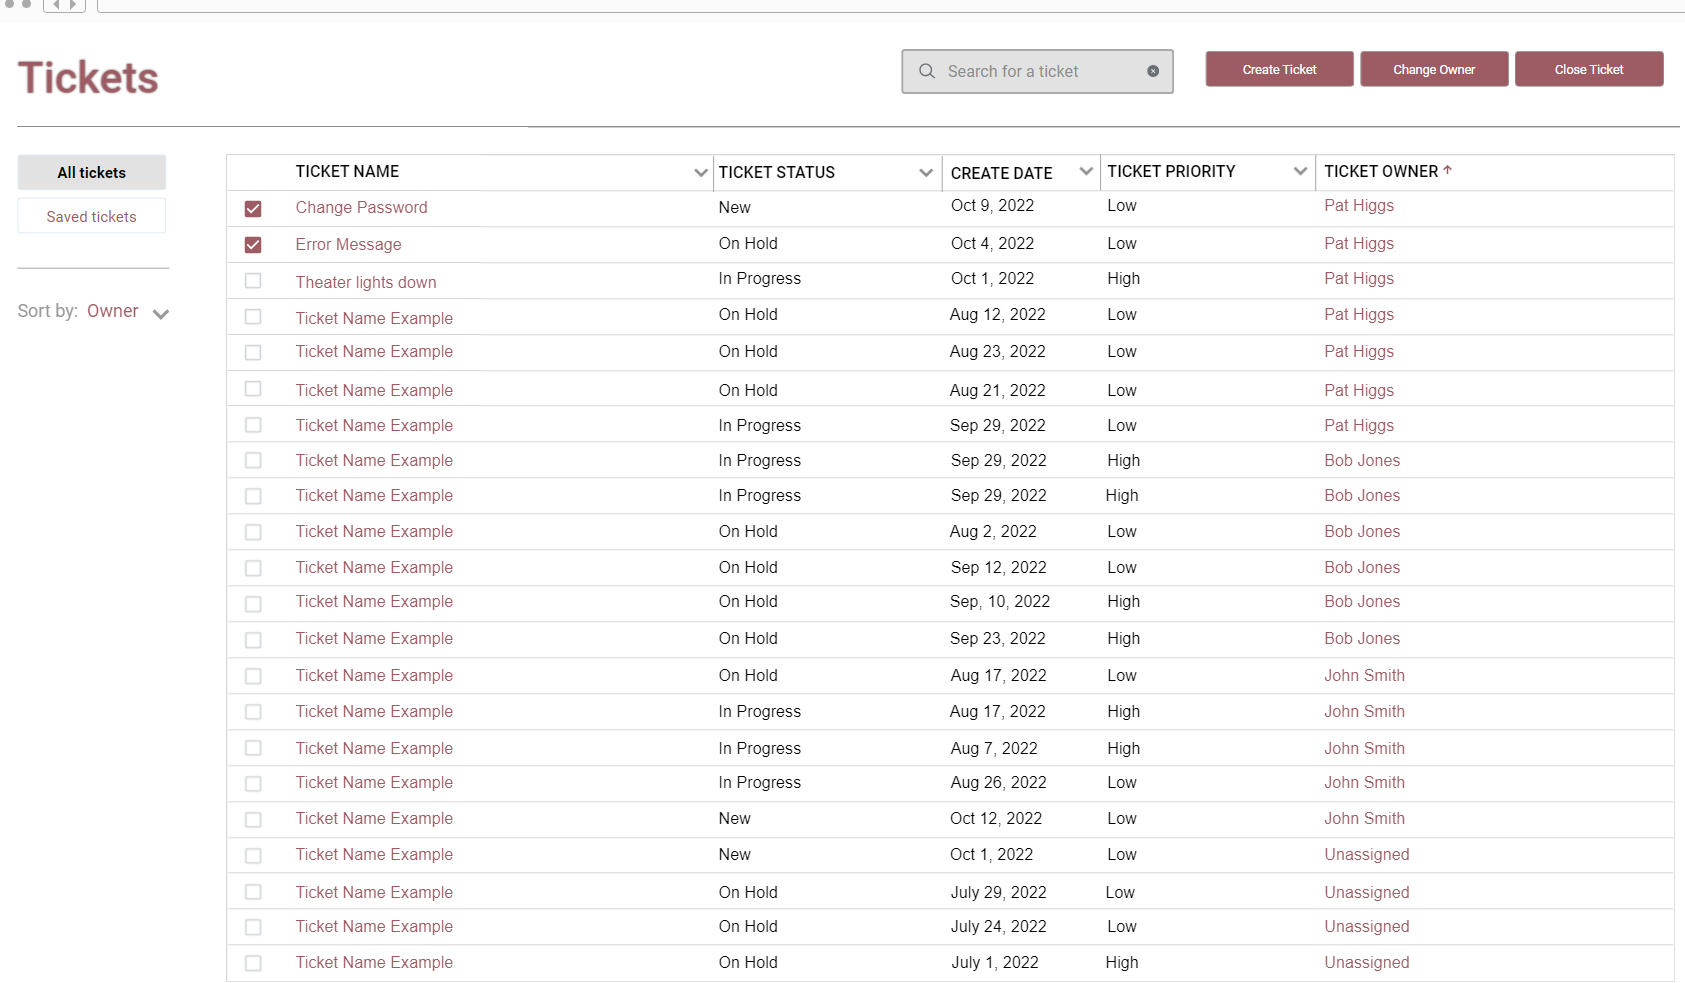 Tickets
Search for a ticket
Create Ticket
Change Owner
Close Ticket
All tickets
Saved tickets
Sort by: Owner
TICKET NAME TICKET STATUS CREATE DATE TICKET PRIORITY TICKET OWNER
Change Password New Oct 9, 2022 Low Pat Higgs
Error Message On Hold Oct 4, 2022 Low Pat Higgs
Theater lights down In Progress Oct 1, 2022 High Pat Higgs
Ticket Name Example On Hold Aug 12, 2022 Low Pat Higgs
Ticket Name Example On Hold Aug 23, 2022 Low Pat Higgs
Ticket Name Example On Hold Aug 21, 2022 Low Pat Higgs
Ticket Name Example In Progress Sep 29, 2022 Low Pat Higgs
Ticket Name Example In Progress Sep 29, 2022 High Bob Jones
Ticket Name Example In Progress Sep 29, 2022 High Bob Jones
Ticket Name Example On Hold Aug 2, 2022 Low Bob Jones
Ticket Name Example On Hold Sep 12, 2022 Low Bob Jones
Ticket Name Example On Hold Sep, 10, 2022 High Bob Jones
Ticket Name Example On Hold Sep 23, 2022 High Bob Jones
Ticket Name Example On Hold Aug 17, 2022 Low John Smith
Ticket Name Example In Progress Aug 17, 2022 High John Smith
Ticket Name Example In Progress Aug 7, 2022 High John Smith
Ticket Name Example In Progress Aug 26, 2022 Low John Smith
Ticket Name Example New Oct 12, 2022 Low John Smith
Ticket Name Example New Oct 1, 2022 Low Unassigned
Ticket Name Example On Hold July 29, 2022 Low Unassigned
Ticket Name Example On Hold July 24, 2022 Low Unassigned
Ticket Name Example On Hold July 1, 2022 High Unassigned